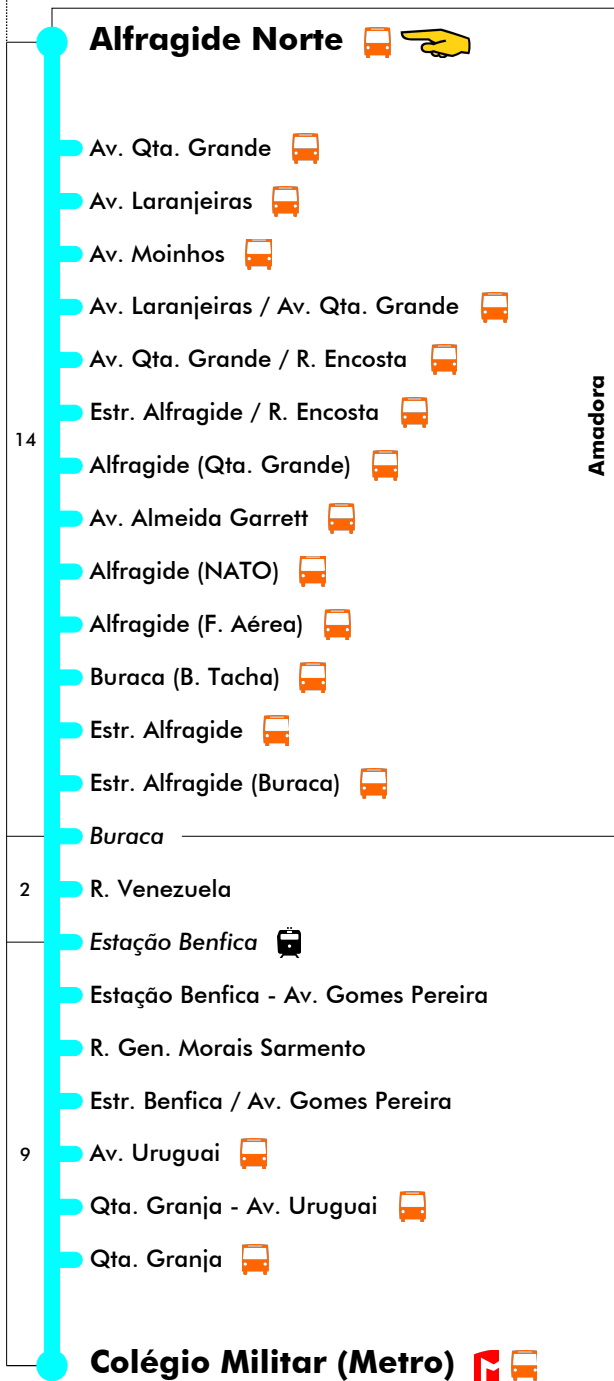 Alfragide Norte
Av. Qta. Grande
Av. Laranjeiras
Av. Moinhos
Av. Laranjeiras / Av. Qta. Grande
Av. Qta. Grande / R. Encosta
Estr. Alfragide / R. Encosta
Amadora
14
Alfragide (Qta. Grande)
Av. Almeida Garrett
Alfragide (NATO)
Alfragide (F. Aérea)
Buraca (B. Tacha)
Estr. Alfragide
Estr. Alfragide (Buraca)
Buraca
2
R. Venezuela
Estação Benfica
Estação Benfica - Av. Gomes Pereira
R. Gen. Morais Sarmento
Estr. Benfica / Av. Gomes Pereira
9
Av. Uruguai
Qta. Granja - Av. Uruguai
Qta. Granja
Colégio Militar (Metro)